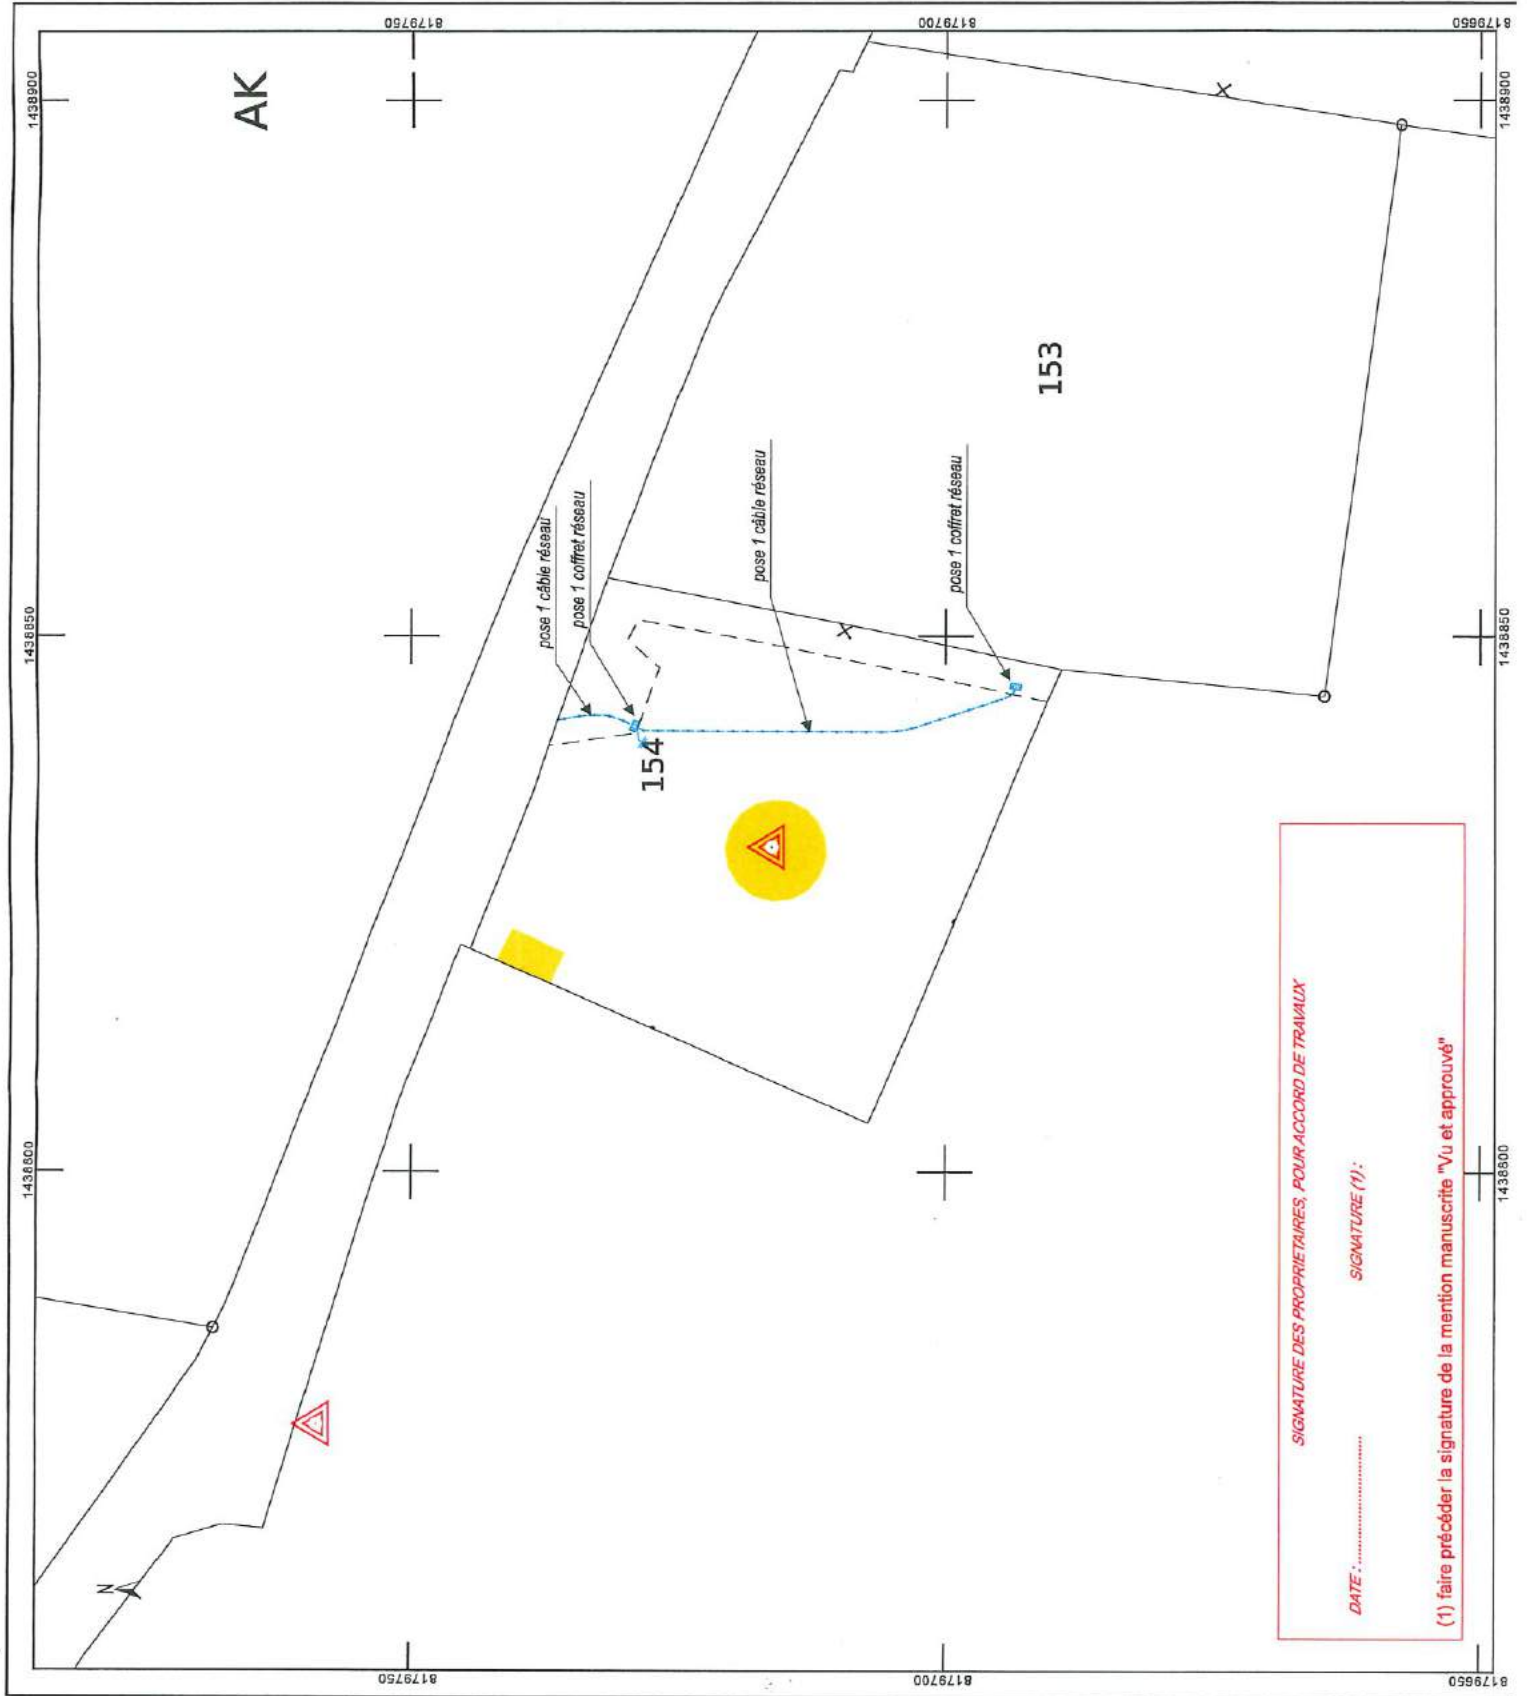 8179750
8179700
8179650
1438900
1438900
AK
153
pose 1 câble réseau
pose 1 coffret réseau
pose 1 câble réseau
pose 1 coffret réseau
1438850
1438850
154
1438800
1438800
N
SIGNATURE DES PROPRIETAIRES, POUR ACCORD DE TRAVAUX
DATE : .......................... SIGNATURE (1) :
(1) faire précéder la signature de la mention manuscrite "Vu et approuvé"
8179750
8179700
8179650